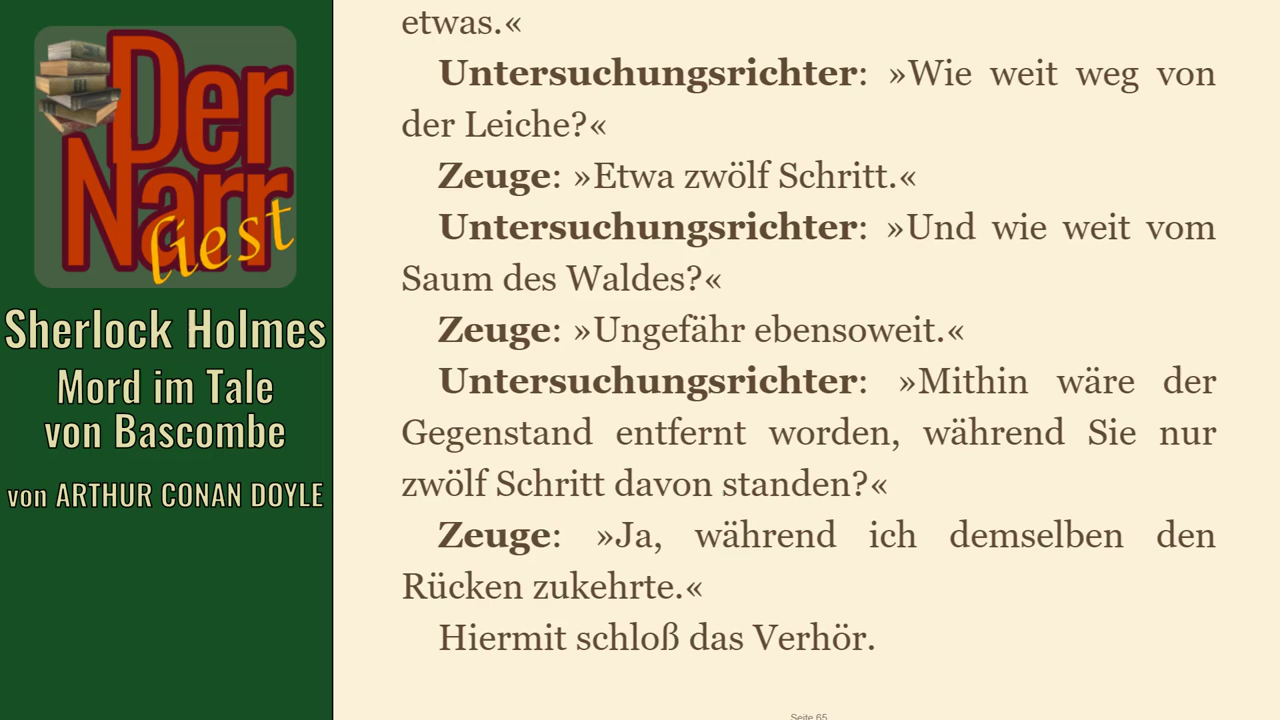 Der
Narr
liest
Sherlock Holmes
Mord im Tale
von Bascombe
von ARTHUR CONAN DOYLE
etwas.«
Untersuchungsrichter: »Wie weit weg von
der Leiche?«
Zeuge: »Etwa zwölf Schritt.«
Untersuchungsrichter: »Und wie weit vom
Saum des Waldes?«
Zeuge: »Ungefähr ebensoweit.«
Untersuchungsrichter: »Mithin wäre der
Gegenstand entfernt worden, während Sie nur
zwölf Schritt davon standen?«
Zeuge: »Ja, während ich demselben den
Rücken zukehrte.«
Hiermit schloß das Verhör.
Seite 65